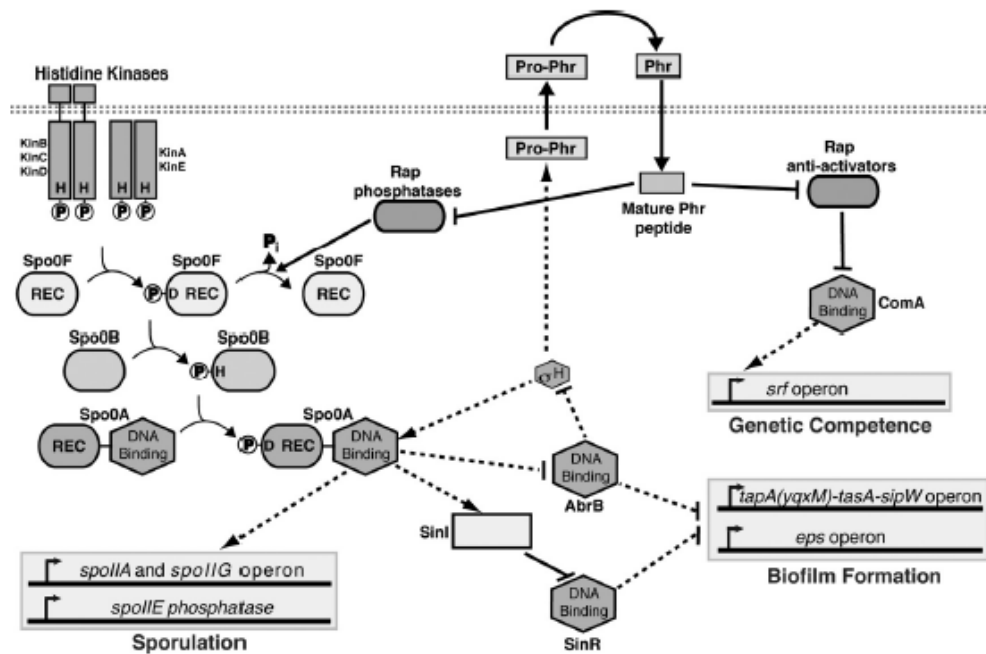 Histidine Kinases
KinB
KinC
KinD
H
H
P
P
P
P
KinA
KinE
Pro-Phr
Phr
Pro-Phr
Mature Phr
peptide
Rap
phosphatases
Rap
anti-activators
Pi
Spo0F
REC
Spo0F
P
D REC
Spo0F
REC
DNA
Binding
ComA
Spo0B
Spo0B
P
H
srf operon
Genetic Competence
σH
Spo0A
REC
DNA
Binding
Spo0A
P
D REC
DNA
Binding
DNA
Binding
AbrB
tapA(yqxM)-tasA-sipW operon
eps operon
Biofilm Formation
SinI
DNA
Binding
SinR
spoIIA and spoIIG operon
spoIIE phosphatase
Sporulation